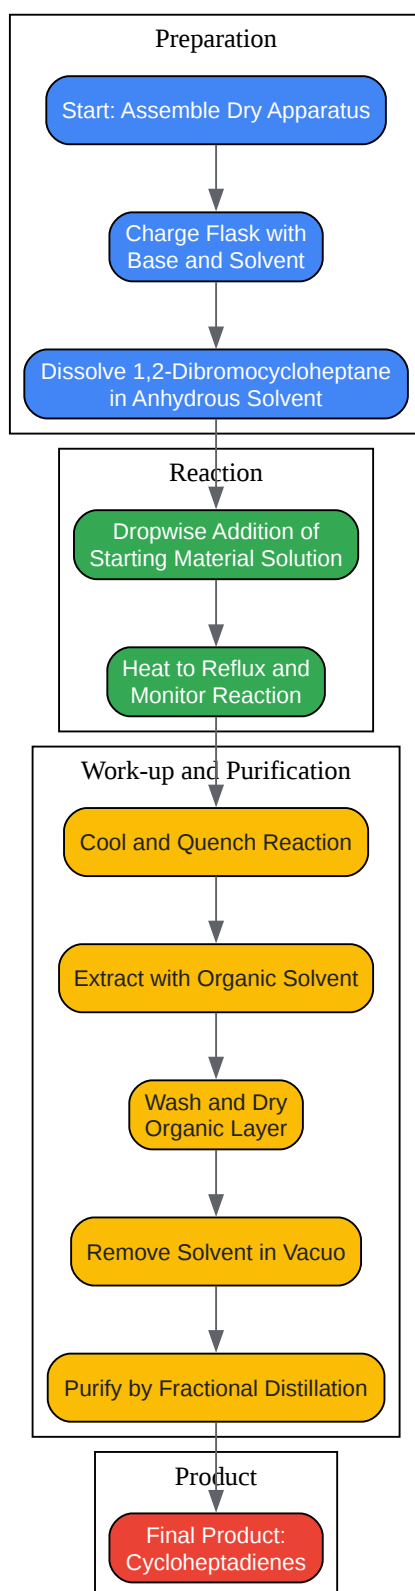 Preparation
Start: Assemble Dry Apparatus
Charge Flask with
Base and Solvent
Dissolve 1,2-Dibromocycloheptane
in Anhydrous Solvent
Reaction
Dropwise Addition of
Starting Material Solution
Heat to Reflux and
Monitor Reaction
Work-up and Purification
Cool and Quench Reaction
Extract with Organic Solvent
Wash and Dry
Organic Layer
Remove Solvent in Vacuo
Purify by Fractional Distillation
Product
Final Product:
Cycloheptadienes